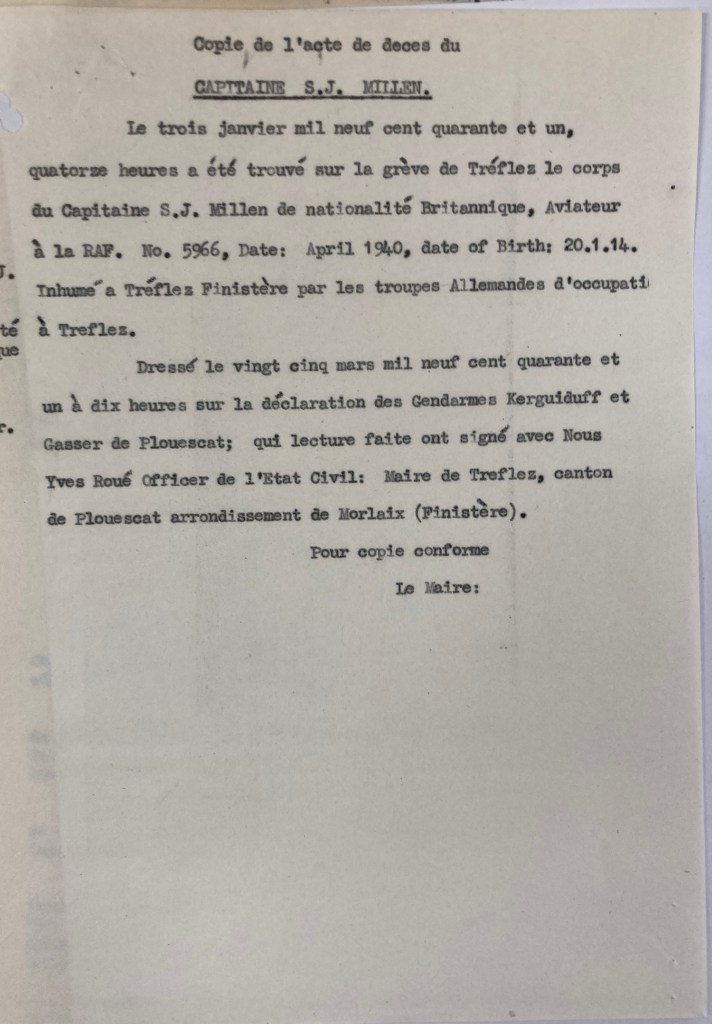 Copie de l'acte de deces du
CAPITAINE S.J. MILLEN.
Le trois janvier mil neuf cent quarante et un,
quatorze heures a été trouvé sur la grève de Tréflez le corps
du Capitaine S.J. Millen de nationalité Britannique, Aviateur
à la RAF. No. 5966, Date: April 1940, date of Birth: 20.1.14.
Inhumé a Tréflez Finistère par les troupes Allemandes d'occupati
à Treflez.
Dressé le vingt cinq mars mil neuf cent quarante et
un à dix heures sur la déclaration des Gendarmes Kerguiduff et
Gasser de Plouescat; qui lecture faite ont signé avec Nous
Yves Roué Officer de l'Etat Civil: Maire de Treflez, canton
de Plouescat arrondissement de Morlaix (Finistère).
Pour copie conforme
Le Maire:
J.
té
ue
r.